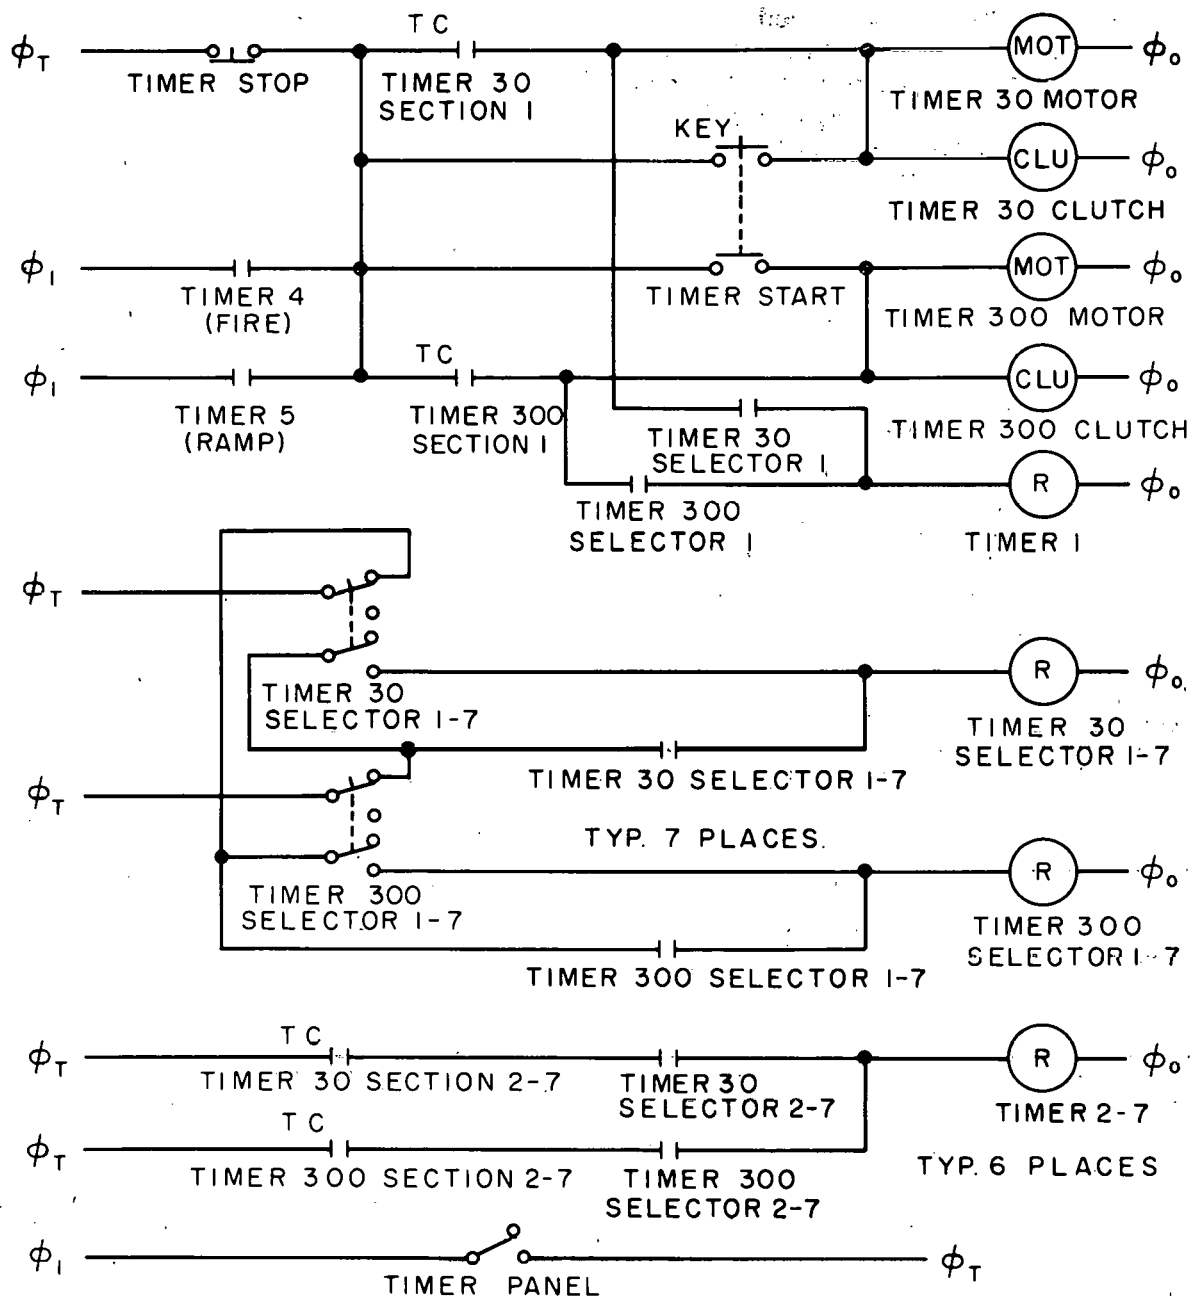 TC
ϕT MOT ϕo
TIMER STOP TIMER 30
SECTION 1 TIMER 30 MOTOR
KEY
CLU ϕo
TIMER 30 CLUTCH
ϕ1 MOT ϕo
TIMER 4
(FIRE) TIMER START TIMER 300 MOTOR
TC
ϕ1 CLU ϕo
TIMER 5
(RAMP) TIMER 300
SECTION 1 TIMER 30
SELECTOR 1 TIMER 300 CLUTCH
R ϕo
TIMER 300
SELECTOR 1 TIMER 1
ϕT
R ϕo
TIMER 30
SELECTOR 1-7 TIMER 30
SELECTOR 1-7
TIMER 30 SELECTOR 1-7
ϕT
TYP. 7 PLACES.
R ϕo
TIMER 300
SELECTOR 1-7 TIMER 300
SELECTOR 1-7
TIMER 300 SELECTOR 1-7
TC
ϕT R ϕo
TIMER 30 SECTION 2-7 TIMER 30
SELECTOR 2-7 TIMER 2-7
TC
ϕT
TIMER 300 SECTION 2-7 TIMER 300
SELECTOR 2-7 TYP. 6 PLACES
ϕ1 ϕT
TIMER PANEL